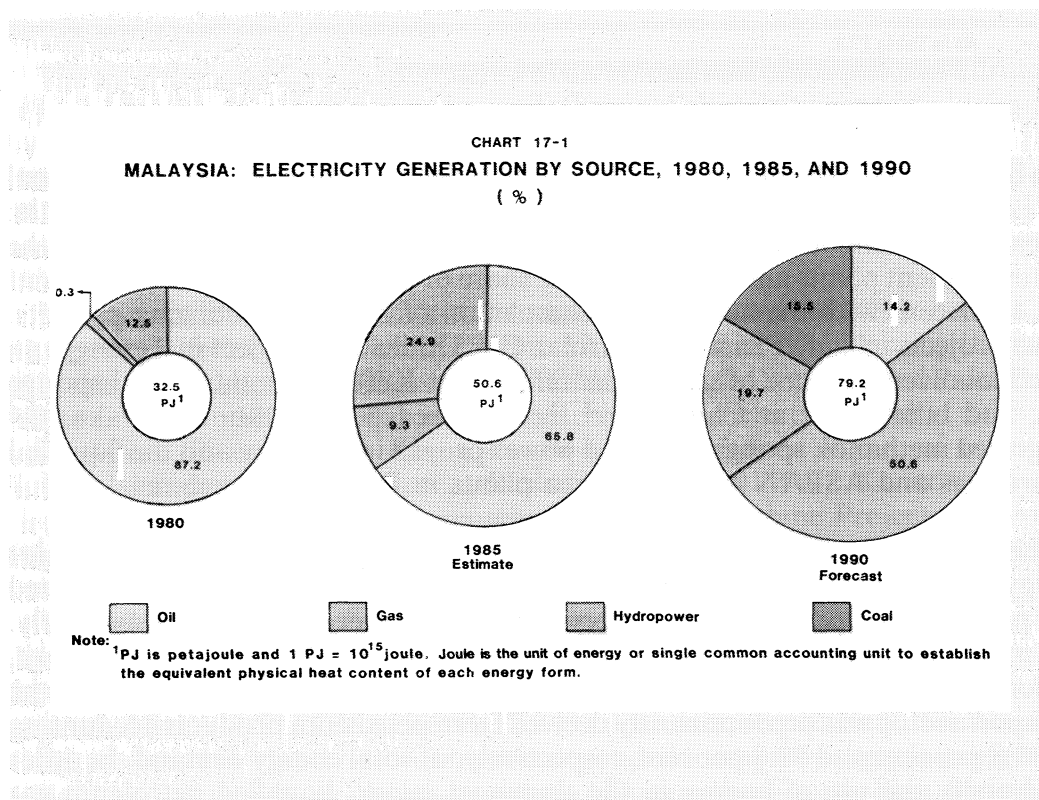 CHART 17-1
MALAYSIA: ELECTRICITY GENERATION BY SOURCE, 1980, 1985, AND 1990
( % )
0.3
12.5
32.5
PJ1
87.2
1980
24.9
50.6
PJ1
9.3
65.8
1985
Estimate
15.5
14.2
79.2
PJ1
19.7
50.6
1990
Forecast
Oil
Gas
Hydropower
Coal
Note:
1PJ is petajoule and 1 PJ = 1015 joule. Joule is the unit of energy or single common accounting unit to establish
the equivalent physical heat content of each energy form.